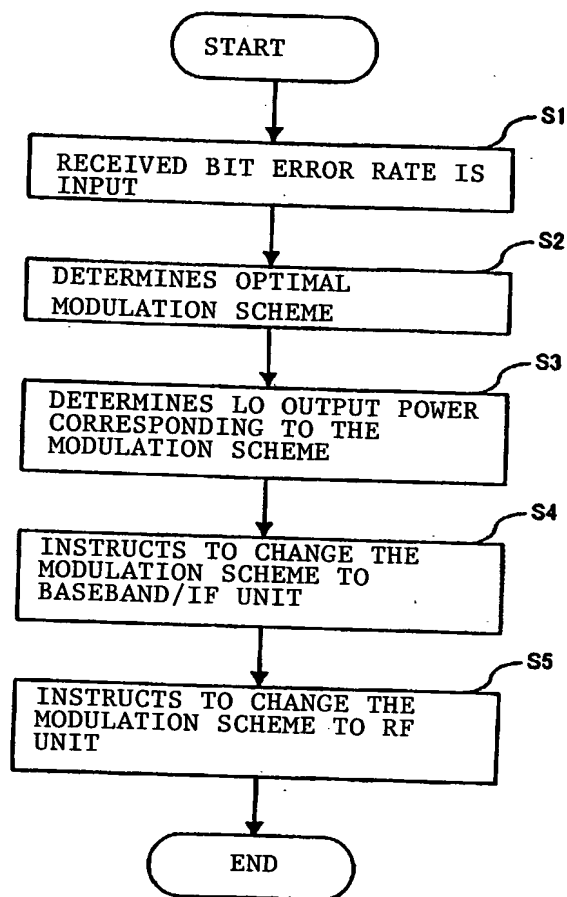 START
S1
RECEIVED BIT ERROR RATE IS
INPUT
S2
DETERMINES OPTIMAL
MODULATION SCHEME
S3
DETERMINES LO OUTPUT POWER
CORRESPONDING TO THE
MODULATION SCHEME
S4
INSTRUCTS TO CHANGE THE
MODULATION SCHEME TO
BASEBAND/IF UNIT
S5
INSTRUCTS TO CHANGE THE
MODULATION SCHEME TO RF
UNIT
END